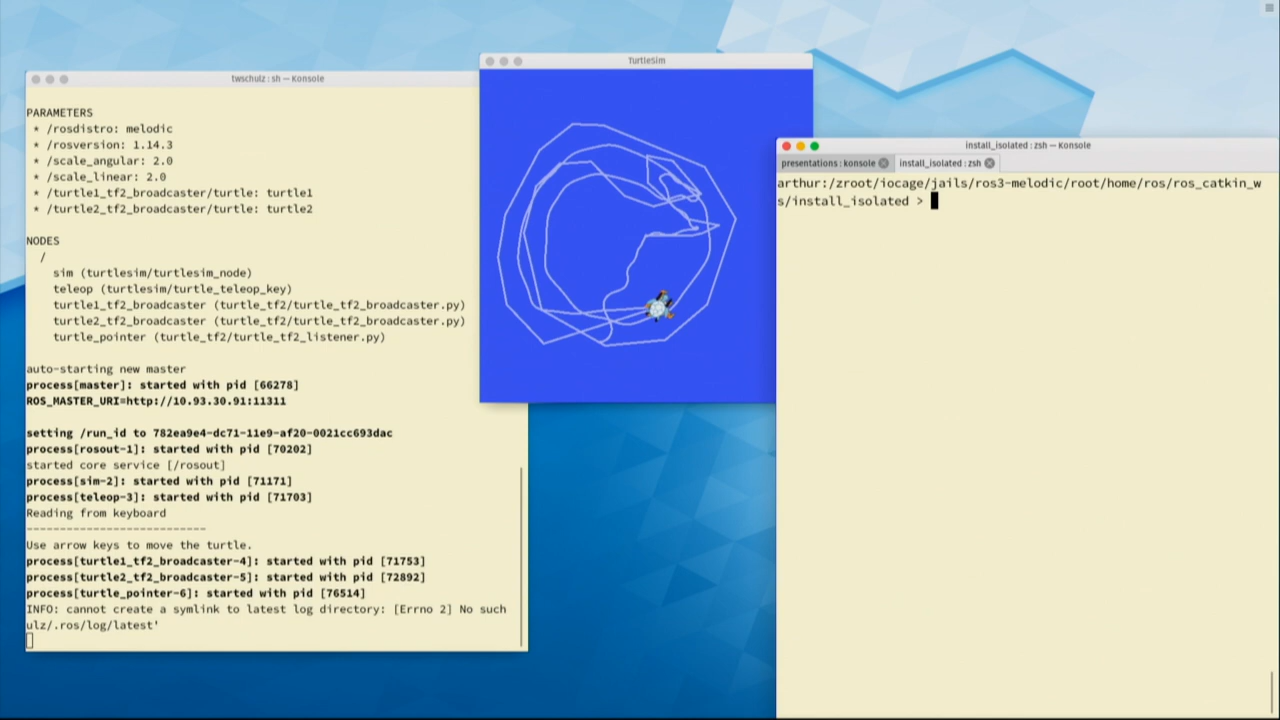 twschulz : sh — Konsole
PARAMETERS
* /rosdistro: melodic
* /rosversion: 1.14.3
* /scale_angular: 2.0
* /scale_linear: 2.0
* /turtle1_tf2_broadcaster/turtle: turtle1
* /turtle2_tf2_broadcaster/turtle: turtle2
NODES
/
sim (turtlesim/turtlesim_node)
teleop (turtlesim/turtle_teleop_key)
turtle1_tf2_broadcaster (turtle_tf2/turtle_tf2_broadcaster.py)
turtle2_tf2_broadcaster (turtle_tf2/turtle_tf2_broadcaster.py)
turtle_pointer (turtle_tf2/turtle_tf2_listener.py)
auto-starting new master
process[master]: started with pid [66278]
ROS_MASTER_URI=http://10.93.30.91:11311
setting /run_id to 782ea9e4-dc71-11e9-af20-0021cc693dac
process[rosout-1]: started with pid [70202]
started core service [/rosout]
process[sim-2]: started with pid [71171]
process[teleop-3]: started with pid [71703]
Reading from keyboard
---------------------------
Use arrow keys to move the turtle.
process[turtle1_tf2_broadcaster-4]: started with pid [71753]
process[turtle2_tf2_broadcaster-5]: started with pid [72892]
process[turtle_pointer-6]: started with pid [76514]
INFO: cannot create a symlink to latest log directory: [Errno 2] No such
ulz/.ros/log/latest'
TurtleSim
install_isolated : zsh — Konsole
presentations : konsole
install_isolated : zsh
arthur:/zroot/iocage/jails/ros3-melodic/root/home/ros/ros_catkin_w
s/install_isolated >